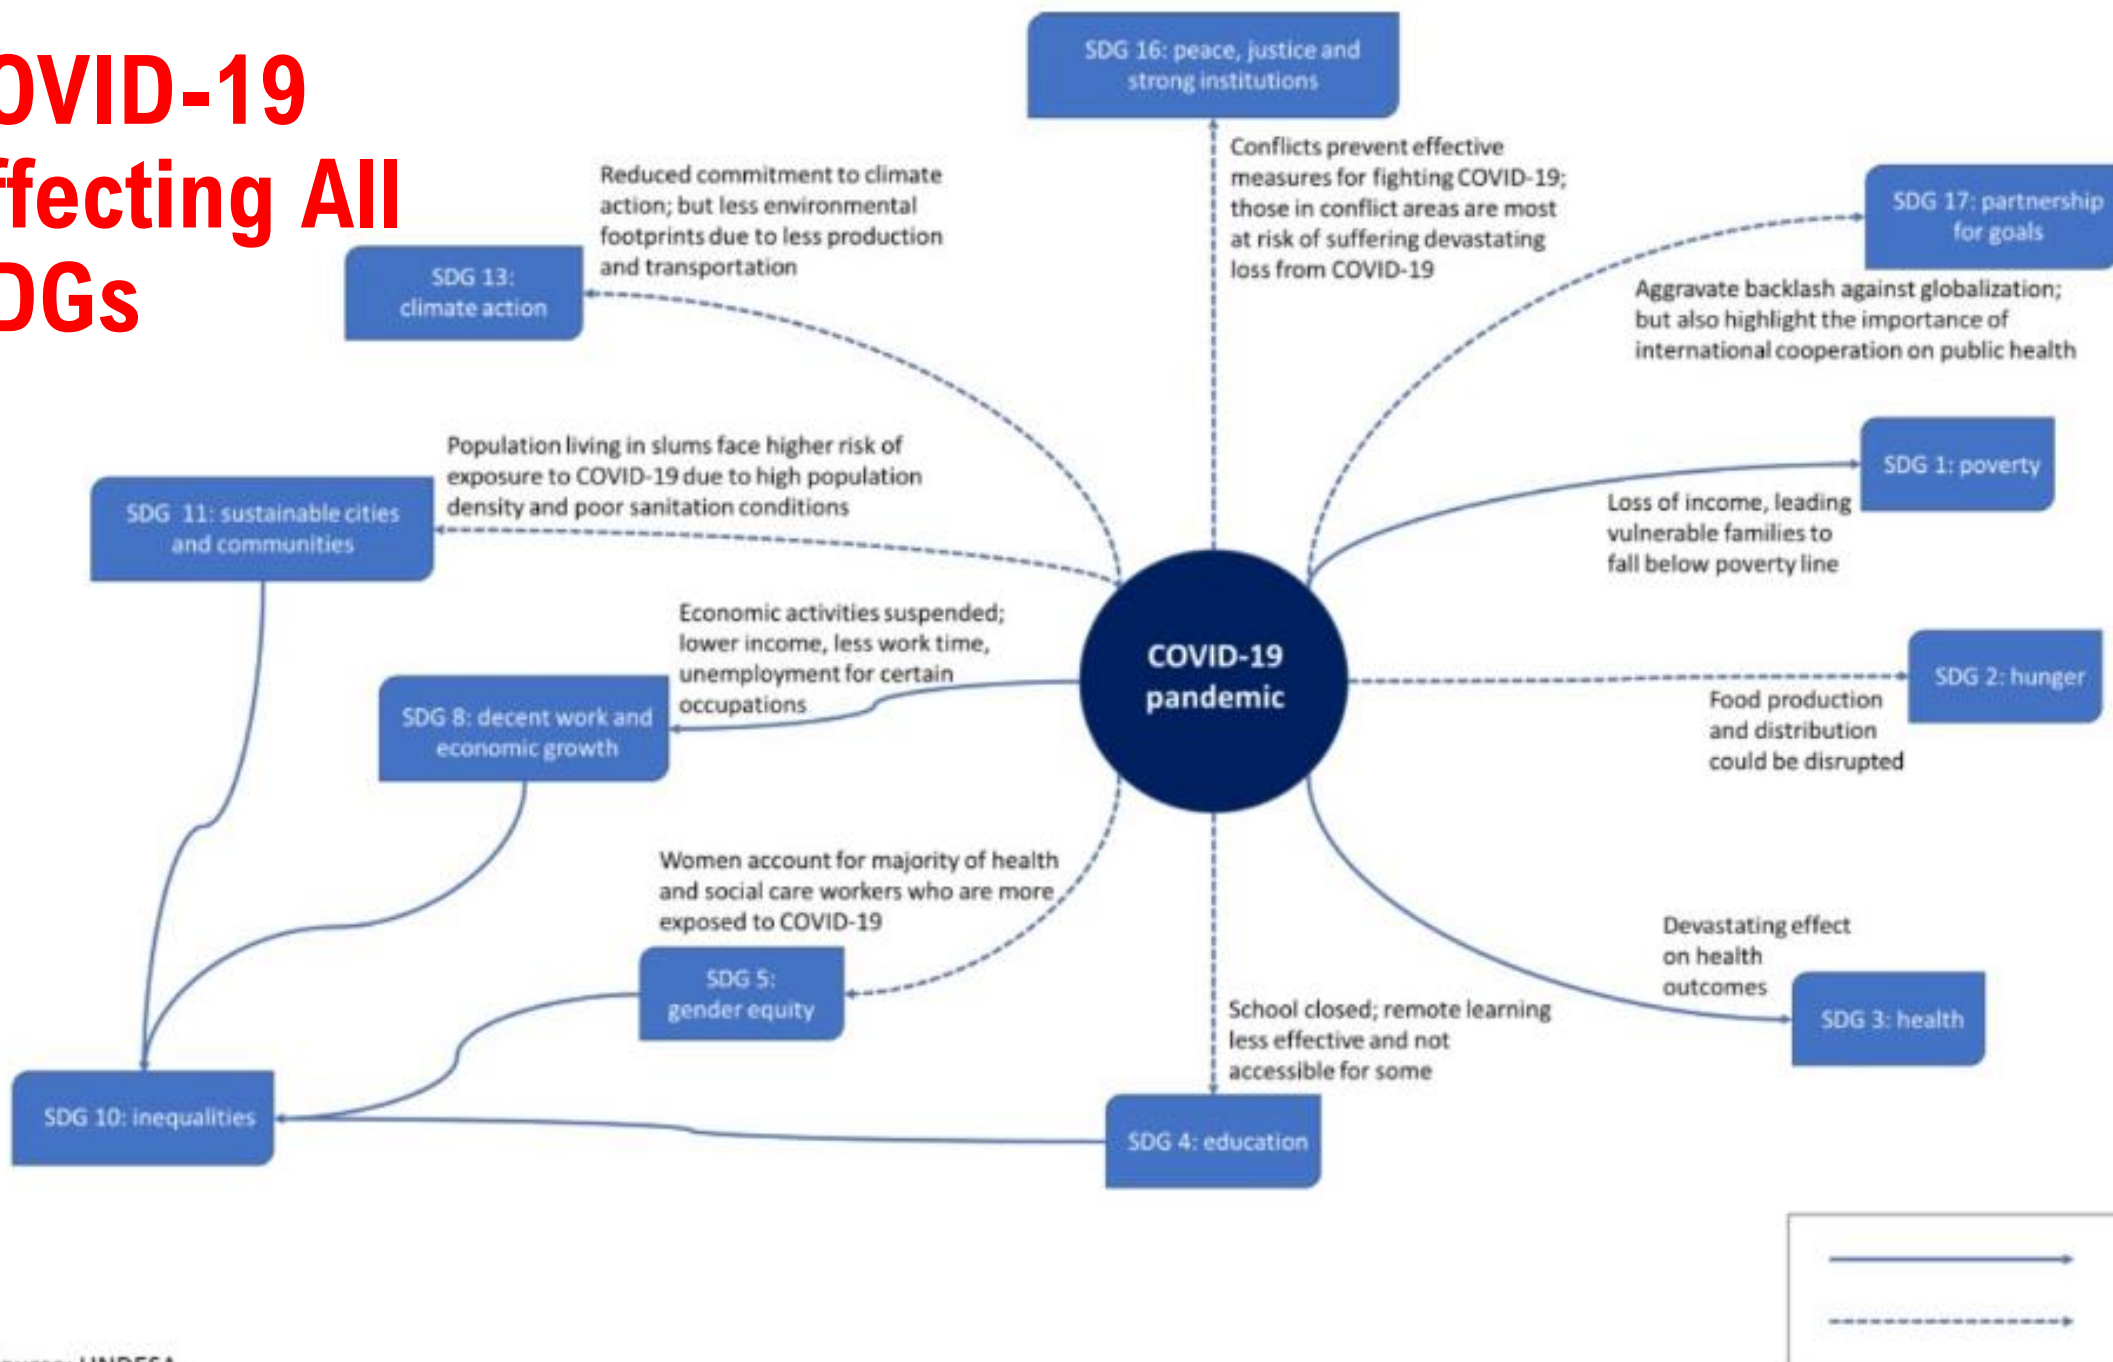 OVID-19
ffecting All
DGs
SDG 16: peace, justice and
strong institutions
Conflicts prevent effective
measures for fighting COVID-19;
those in conflict areas are most
at risk of suffering devastating
loss from COVID-19
SDG 17: partnership
for goals
Aggravate backlash against globalization;
but also highlight the importance of
international cooperation on public health
Reduced commitment to climate
action; but less environmental
footprints due to less production
and transportation
SDG 13:
climate action
SDG 1: poverty
Loss of income, leading
vulnerable families to
fall below poverty line
Population living in slums face higher risk of
exposure to COVID-19 due to high population
density and poor sanitation conditions
SDG 11: sustainable cities
and communities
Economic activities suspended;
lower income, less work time,
unemployment for certain
occupations
SDG 8: decent work and
economic growth
COVID-19
pandemic
SDG 2: hunger
Food production
and distribution
could be disrupted
Women account for majority of health
and social care workers who are more
exposed to COVID-19
SDG 5:
gender equity
Devastating effect
on health
outcomes
SDG 3: health
School closed; remote learning
less effective and not
accessible for some
SDG 4: education
SDG 10: inequalities
UNDESA